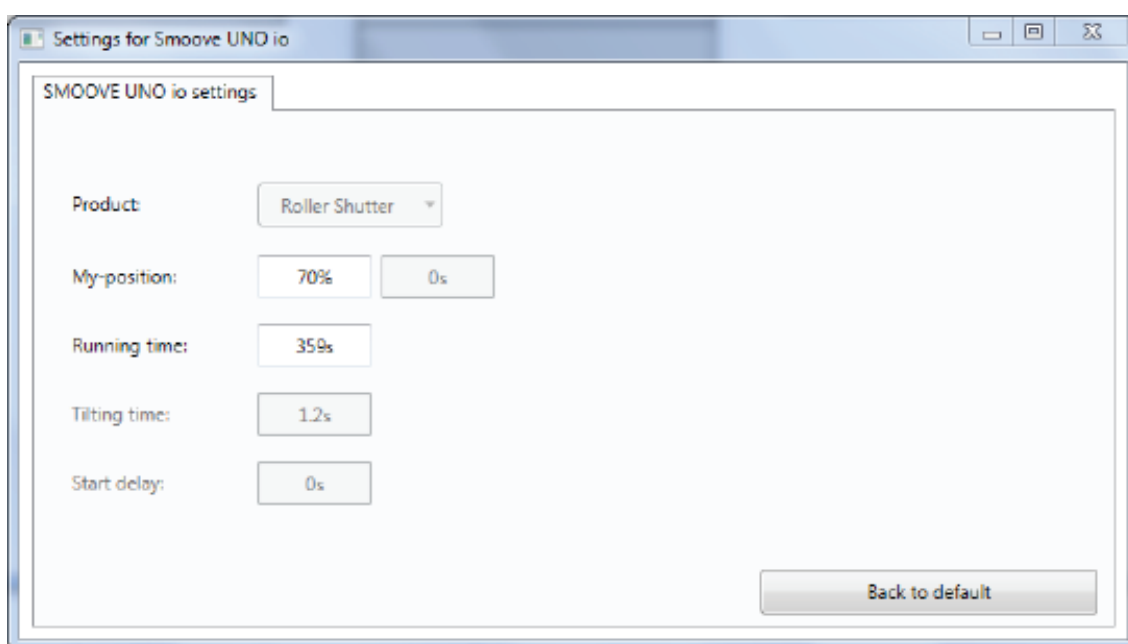 Settings for Smoove UNO io
SMOOVE UNO io settings
Product: Roller Shutter
My-position: 70% 0s
Running time: 359s
Tilting time: 1.2s
Start delay: 0s
Back to default